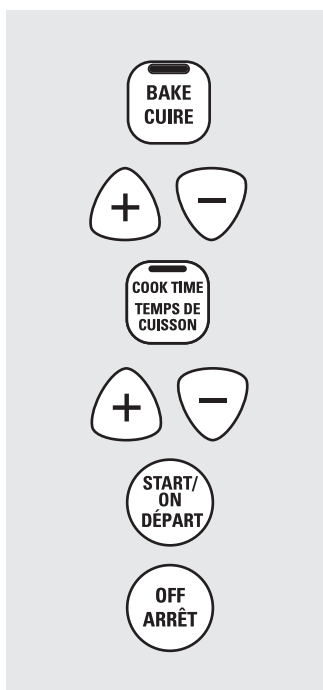 BAKE
CUIRE
+ −
COOK TIME
TEMPS DE
CUISSON
+ −
START/
ON
DÉPART
OFF
ARRÊT